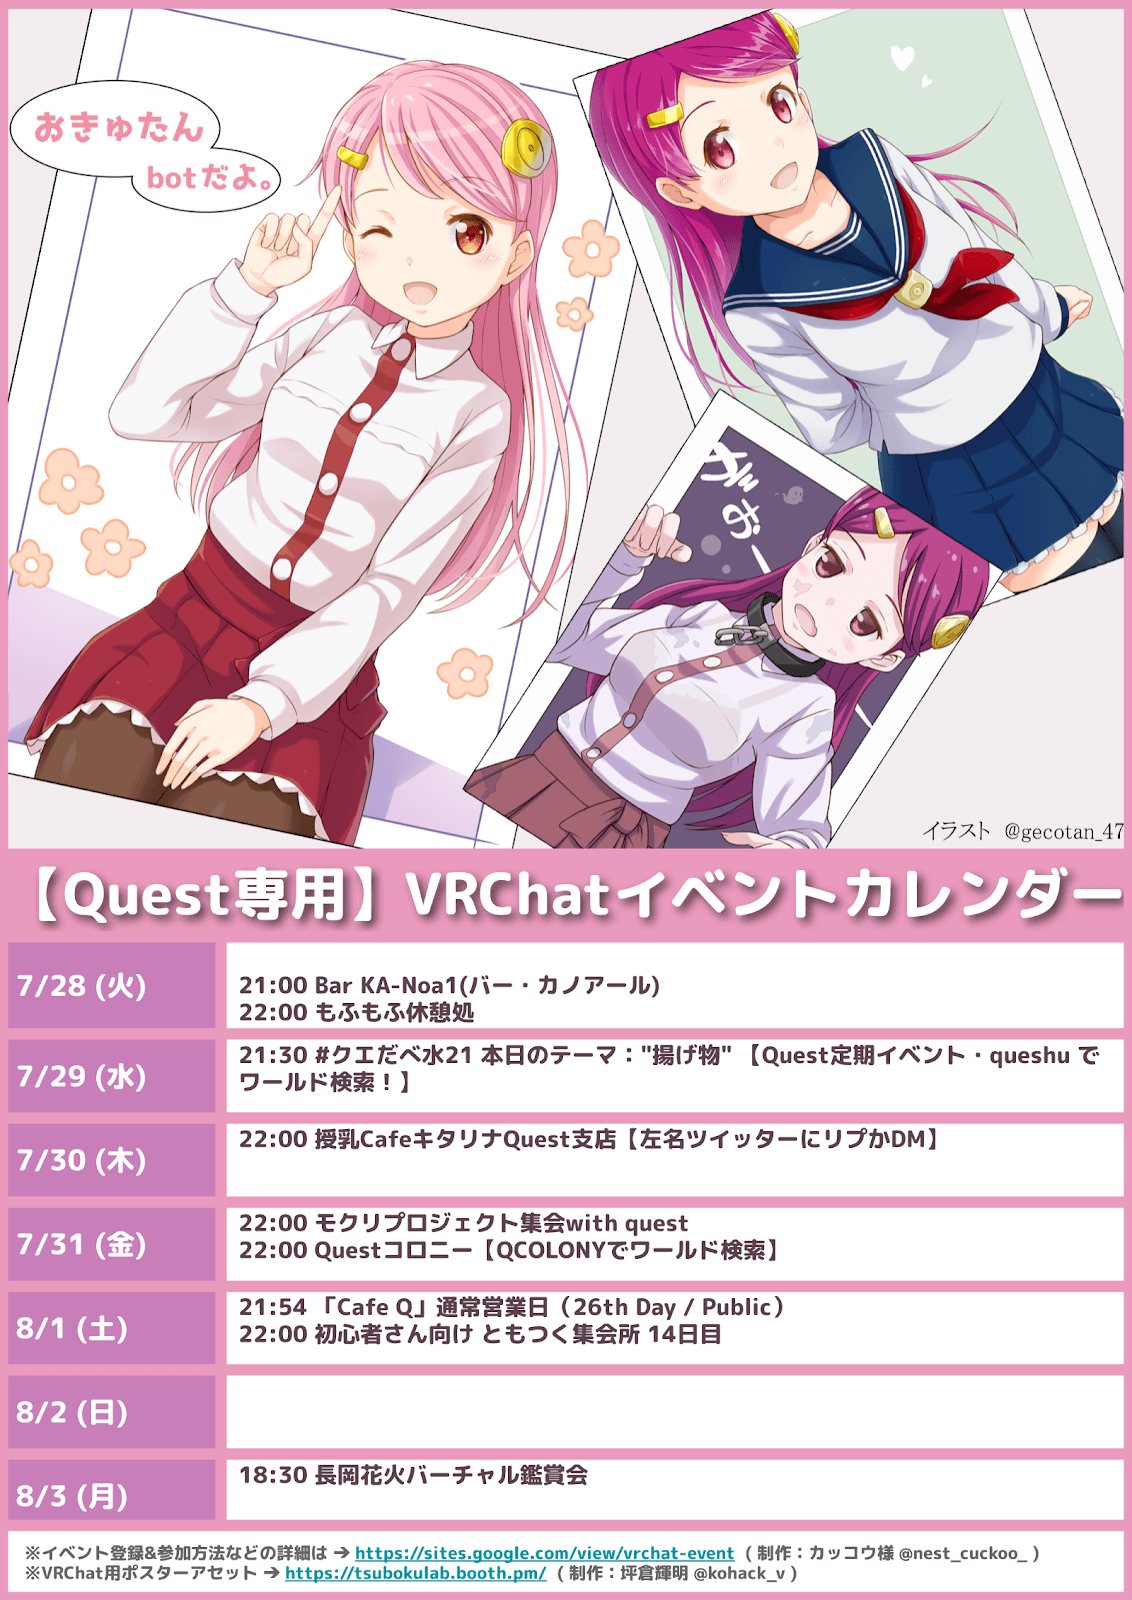 おきゅたん
botだよ。
がおー
イラスト @gecotan_47
【Quest専用】VRChatイベントカレンダー
7/28 (火)
21:00 Bar KA-Noa1(バー・カノアール)
22:00 もふもふ休憩処
7/29 (水)
21:30 #クエだべ水21 本日のテーマ："揚げ物" 【Quest定期イベント・queshu で
ワールド検索！】
7/30 (木)
22:00 授乳CafeキタリナQuest支店【左名ツイッターにリプかDM】
7/31 (金)
22:00 モクリプロジェクト集会with quest
22:00 Questコロニー【QCOLONYでワールド検索】
8/1 (土)
21:54 「Cafe Q」通常営業日（26th Day / Public）
22:00 初心者さん向け ともつく集会所 14日目
8/2 (日)
8/3 (月)
18:30 長岡花火バーチャル鑑賞会
※イベント登録&参加方法などの詳細は → https://sites.google.com/view/vrchat-event （ 制作：カッコウ様 @nest_cuckoo_ ）
※VRChat用ポスターアセット → https://tsubokulab.booth.pm/ （ 制作：坪倉輝明 @kohack_v ）